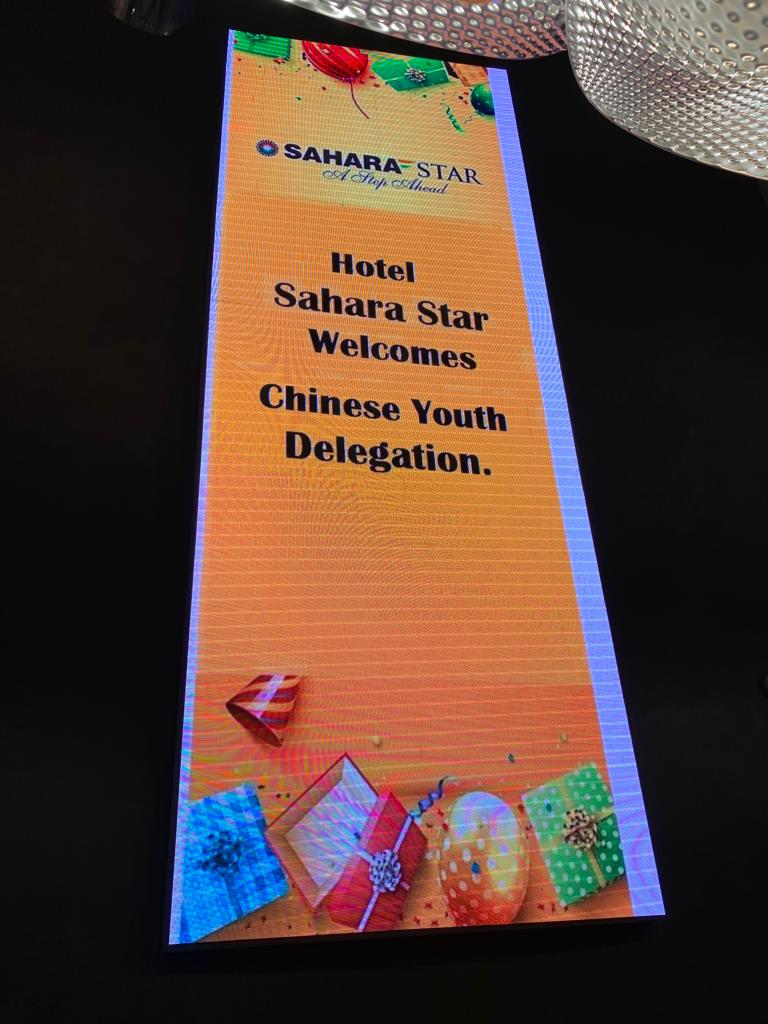 SAHARA STAR
A Step Ahead
Hotel
Sahara Star
Welcomes
Chinese Youth
Delegation.